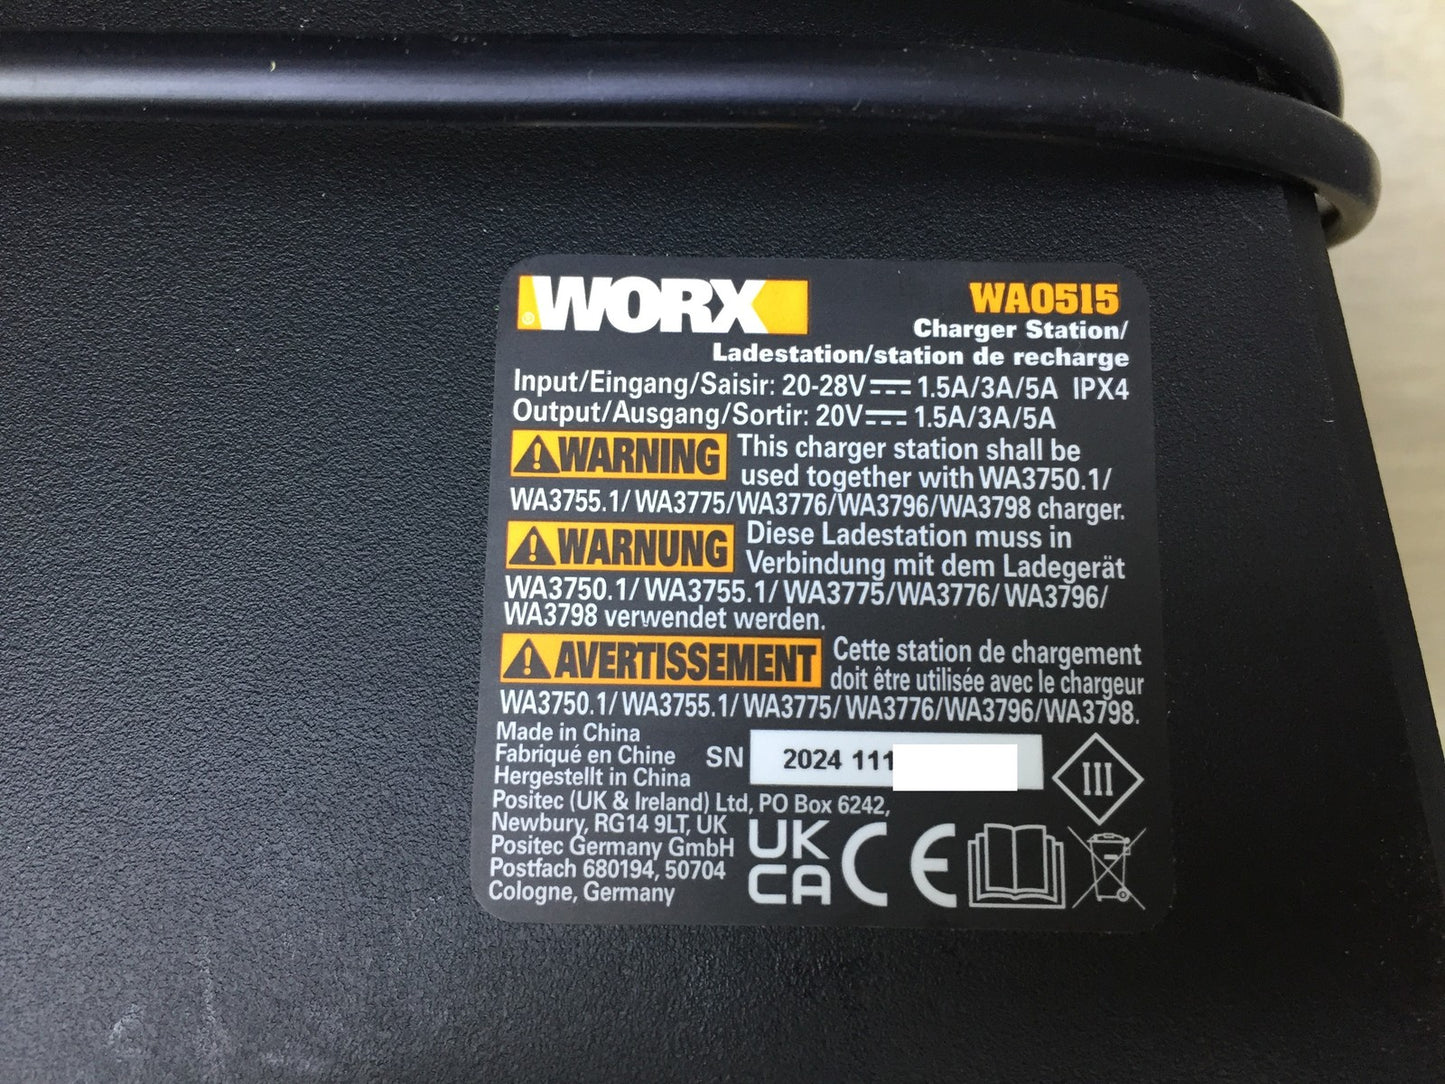 WORX
®
WA0515
Charger Station/
Ladestation/station de recharge
Input/Eingang/Saisir: 20-28V 1.5A/3A/5A IPX4
Output/Ausgang/Sortir: 20V 1.5A/3A/5A
WARNING This charger station shall be
used together with WA3750.1/
WA3755.1/ WA3775/WA3776/WA3796/WA3798 charger.
WARNUNG Diese Ladestation muss in
Verbindung mit dem Ladegerät
WA3750.1/ WA3755.1/ WA3775/WA3776/ WA3796/
WA3798 verwendet werden.
AVERTISSEMENT Cette station de chargement
doit être utilisée avec le chargeur
WA3750.1/ WA3755.1/ WA3775/ WA3776/WA3796/WA3798.
Made in China
Fabriqué en Chine
Hergestellt in China
SN 2024 111
III
Positec (UK & Ireland) Ltd, PO Box 6242,
Newbury, RG14 9LT, UK
Positec Germany GmbH
Postfach 680194, 50704
Cologne, Germany
UK
CA
CE